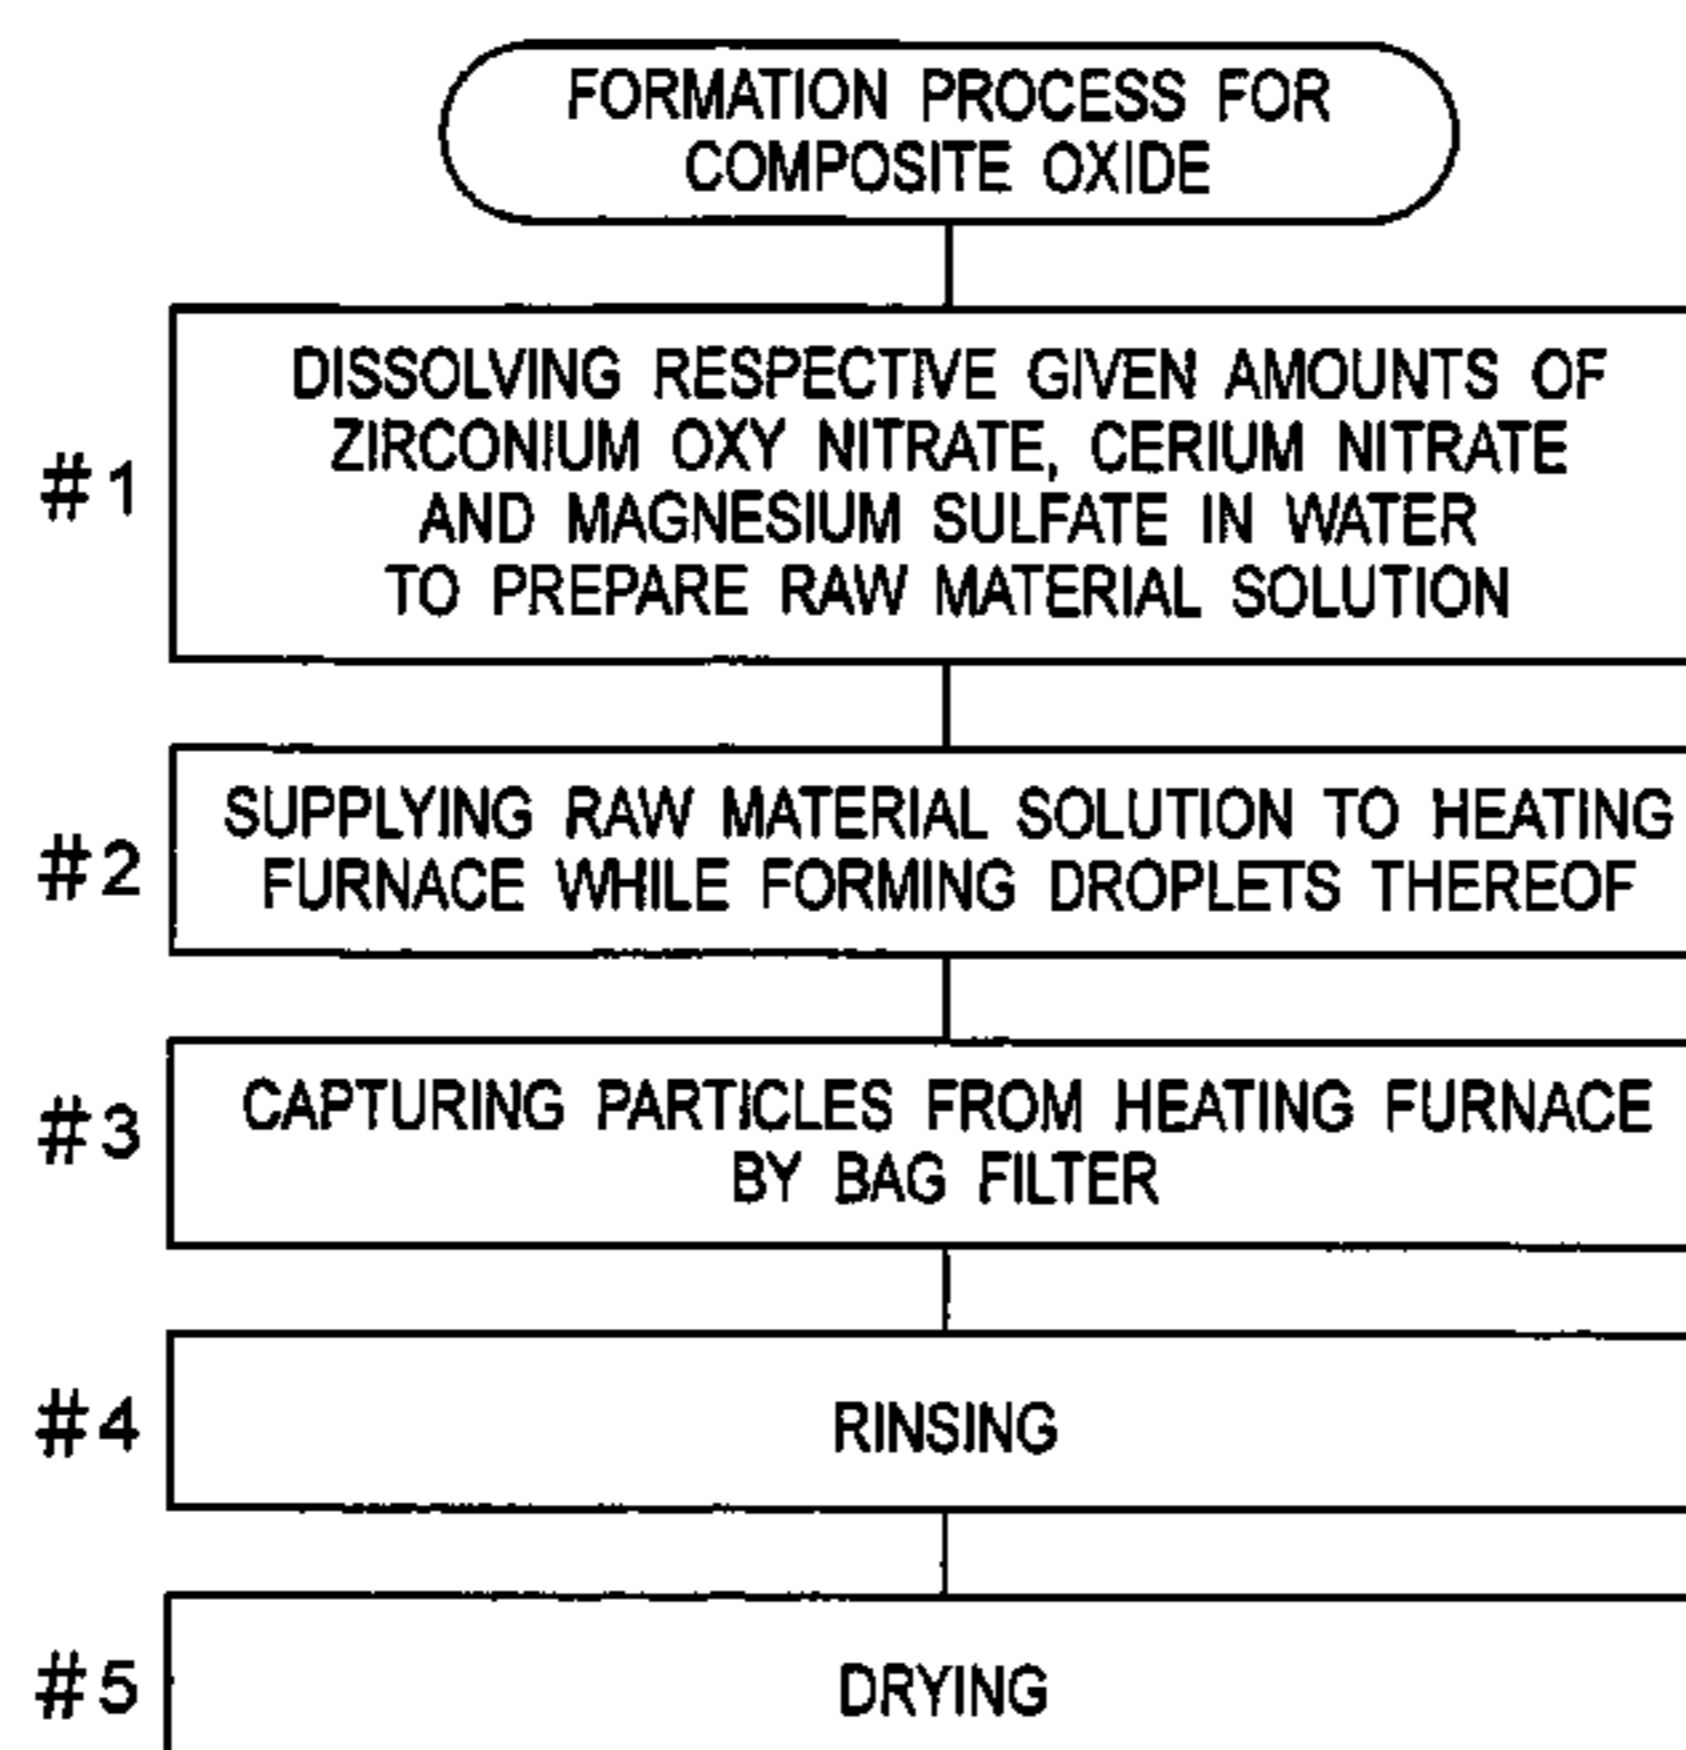 FORMATION PROCESS FOR
COMPOSITE OXIDE
#1
DISSOLVING RESPECTIVE GIVEN AMOUNTS OF
ZIRCONIUM OXY NITRATE, CERIUM NITRATE
AND MAGNESIUM SULFATE IN WATER
TO PREPARE RAW MATERIAL SOLUTION
#2
SUPPLYING RAW MATERIAL SOLUTION TO HEATING
FURNACE WHILE FORMING DROPLETS THEREOF
#3
CAPTURING PARTICLES FROM HEATING FURNACE
BY BAG FILTER
#4
RINSING
#5
DRYING